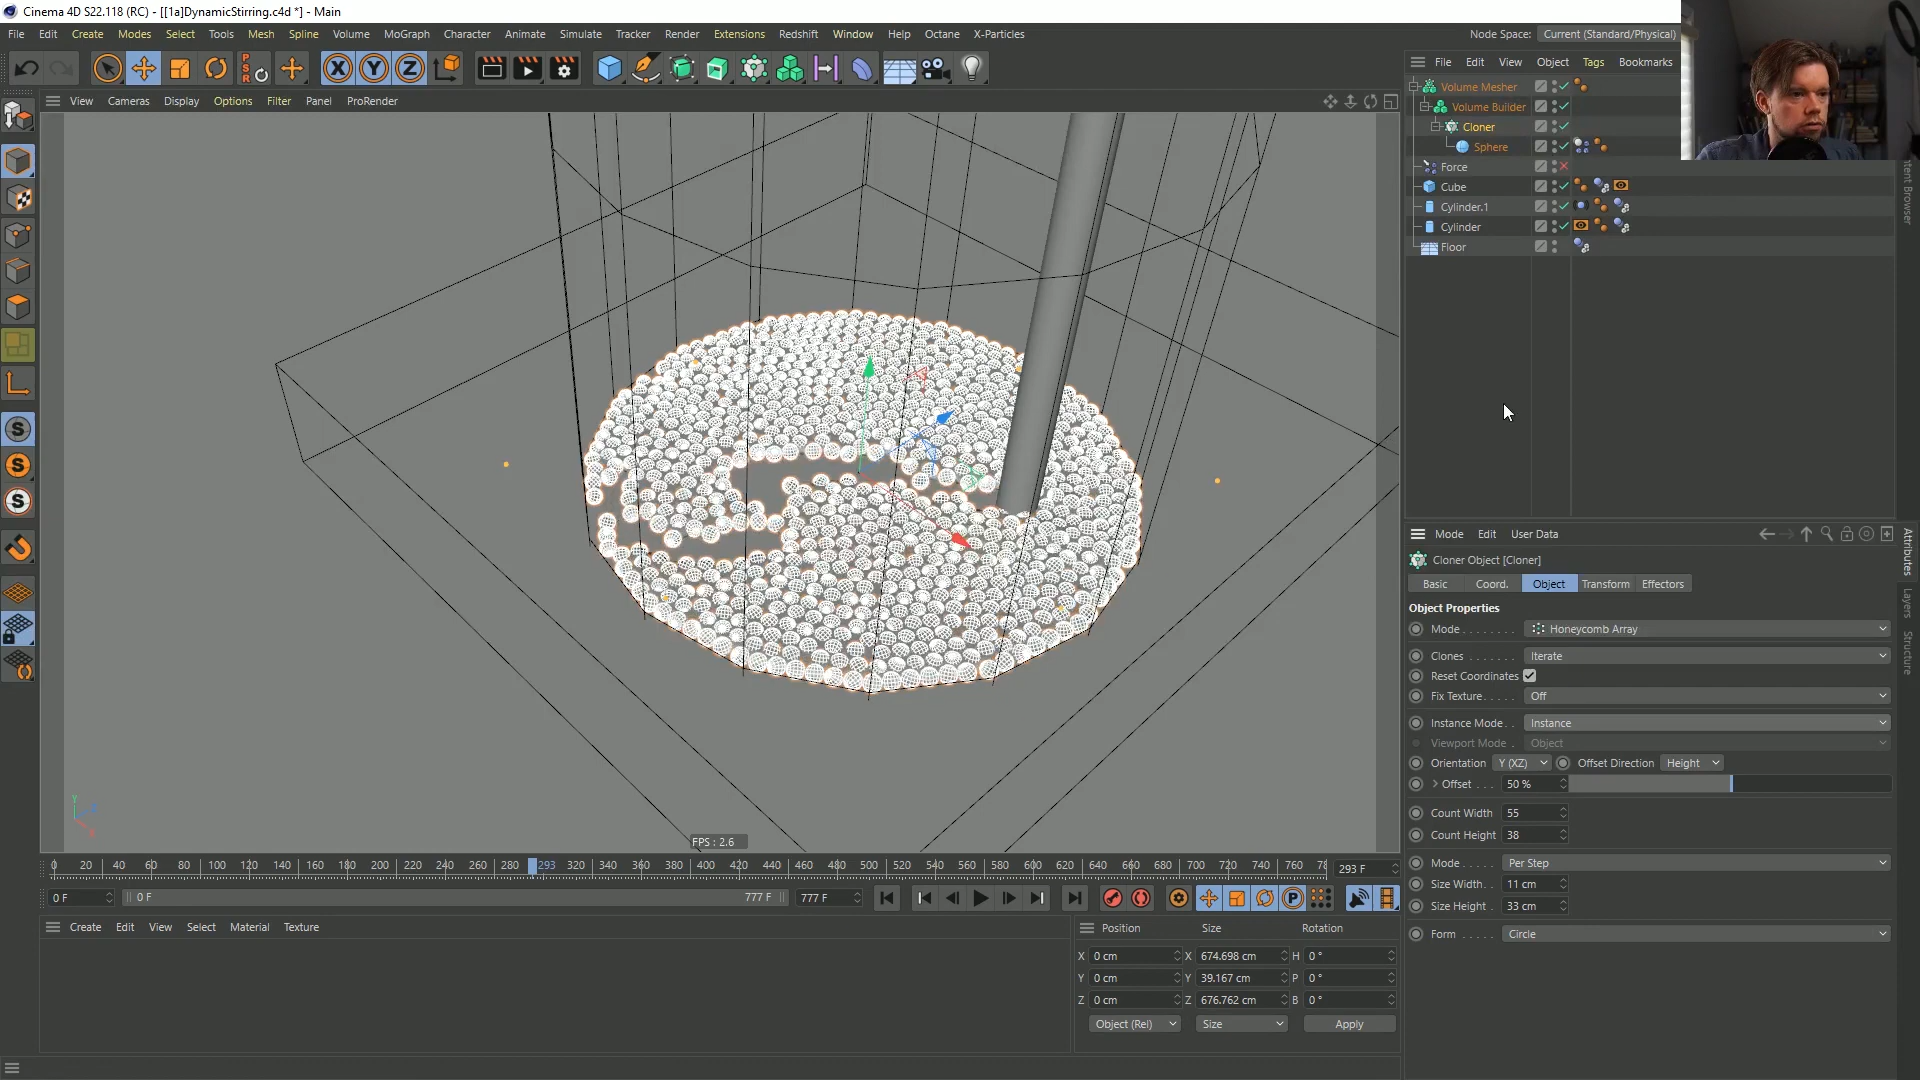 Cinema 4D S22.118 (RC) - [[1a]DynamicStirring.c4d *] - Main
File Edit Create Modes Select Tools Mesh Spline Volume MoGraph Character Animate Simulate Tracker Render Extensions Redshift Window Help Octane X-Particles
Node Space: Current (Standard/Physical)
P S R X Y Z
File Edit View Object Tags Bookmarks
View Cameras Display Options Filter Panel ProRender
Volume Mesher
Volume Builder
Cloner
Sphere
Force
Cube
Cylinder.1
Cylinder
Floor
Content Browser
S
S
S
Y
FPS : 2.6
Mode Edit User Data
Attributes
Layers
Structure
Cloner Object [Cloner]
Basic Coord. Object Transform Effectors
Object Properties
Mode . . . . . . . . Honeycomb Array
Clones . . . . . . . Iterate
Reset Coordinates
Fix Texture . . . . . Off
Instance Mode . . Instance
Viewport Mode . Object
Orientation Y (XZ) Offset Direction Height
Offset . . . 50 %
Count Width 55
Count Height 38
Mode . . . . . Per Step
Size Width . . 11 cm
Size Height . 33 cm
Form . . . . . Circle
0 20 40 60 80 100 120 140 160 180 200 220 240 260 280 293 320 340 360 380 400 420 440 460 480 500 520 540 560 580 600 620 640 660 680 700 720 740 760 78
293 F
0 F 0 F 777 F 777 F
P
Create Edit View Select Material Texture
Position Size Rotation
X 0 cm X 674.698 cm H 0 °
Y 0 cm Y 39.167 cm P 0 °
Z 0 cm Z 676.762 cm B 0 °
Object (Rel) Size Apply